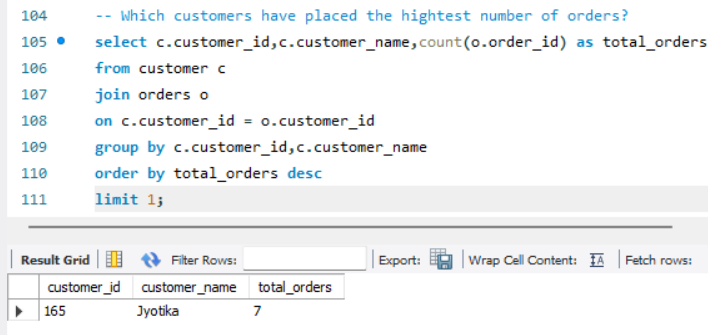 104 -- Which customers have placed the hightest number of orders?
105 select c.customer_id,c.customer_name,count(o.order_id) as total_orders
106 from customer c
107 join orders o
108 on c.customer_id = o.customer_id
109 group by c.customer_id,c.customer_name
110 order by total_orders desc
111 limit 1;
Result Grid Filter Rows: Export: Wrap Cell Content: IA Fetch rows:
customer_id customer_name total_orders
165 Jyotika 7